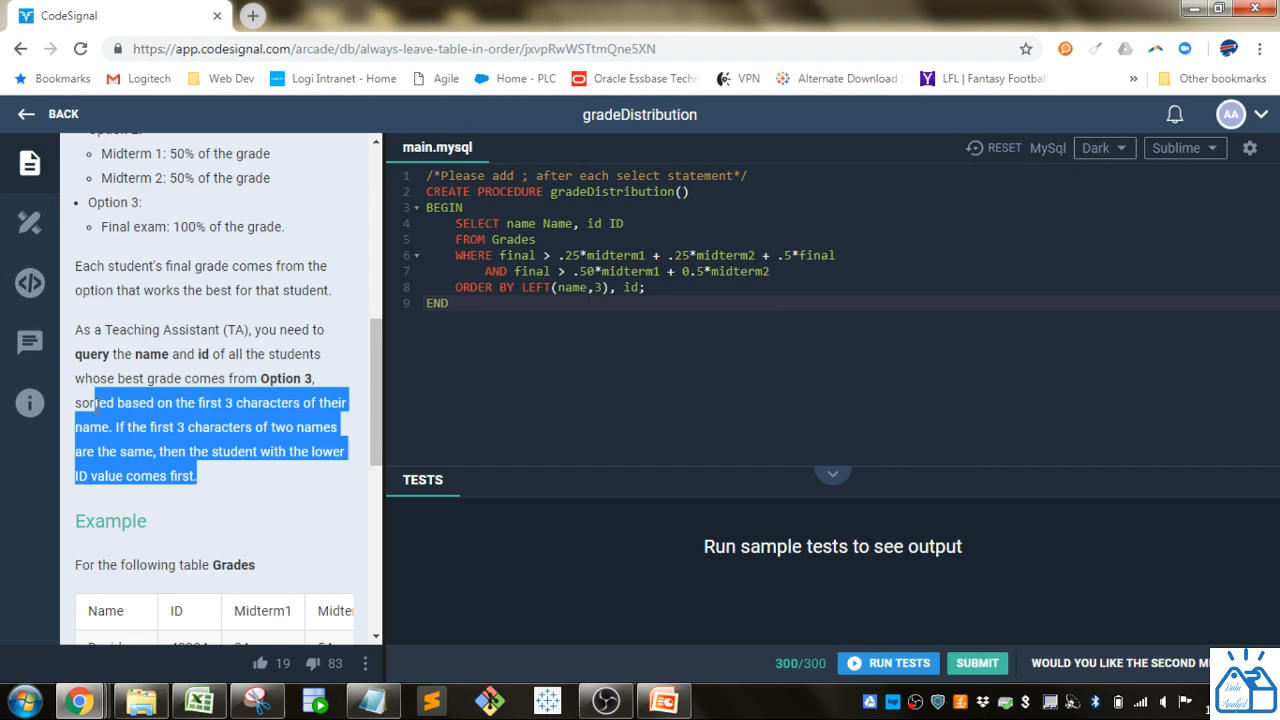 CodeSignal
https://app.codesignal.com/arcade/db/always-leave-table-in-order/jxvpRwWSTtmQne5XN
Bookmarks
Logitech
Web Dev
Logi Intranet - Home
Agile
Home - PLC
Oracle Essbase Techn
VPN
Alternate Download
LFL | Fantasy Football
»
Other bookmarks
BACK
gradeDistribution
AA
Midterm 1: 50% of the grade
Midterm 2: 50% of the grade
Option 3:
Final exam: 100% of the grade.
Each student's final grade comes from the
option that works the best for that student.
As a Teaching Assistant (TA), you need to
query the name and id of all the students
whose best grade comes from Option 3,
sorted based on the first 3 characters of their
name. If the first 3 characters of two names
are the same, then the student with the lower
ID value comes first.
Example
For the following table Grades
Name ID Midterm1 Midte
19 83
main.mysql
RESET MySql Dark Sublime
1 /*Please add ; after each select statement*/
2 CREATE PROCEDURE gradeDistribution()
3 BEGIN
4 SELECT name Name, id ID
5 FROM Grades
6 WHERE final > .25*midterm1 + .25*midterm2 + .5*final
7 AND final > .50*midterm1 + 0.5*midterm2
8 ORDER BY LEFT(name,3), id;
9 END
TESTS
Run sample tests to see output
300/300 RUN TESTS SUBMIT WOULD YOU LIKE THE SECOND M
Data
Analyst